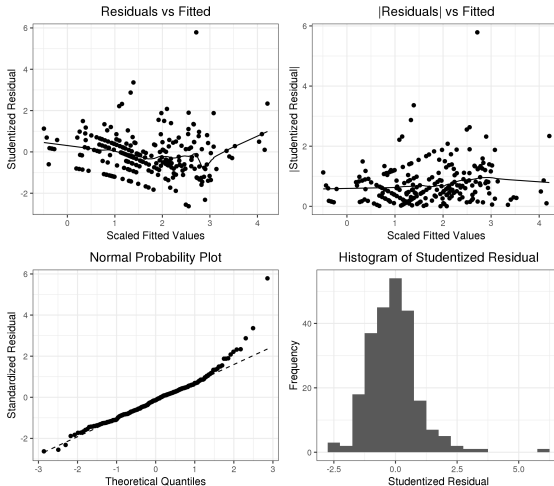 Residuals vs Fitted
6
4
2
0
-2
Studentized Residual
0 1 2 3 4
Scaled Fitted Values
|Residuals| vs Fitted
6
4
2
0
Studentized Residual|
0 1 2 3 4
Scaled Fitted Values
Normal Probability Plot
6
4
2
0
-2
Standardized Residual
-3 -2 -1 0 1 2 3
Theoretical Quantiles
Histogram of Studentized Residual
40
20
0
Frequency
-2.5 0.0 2.5 5.0
Studentized Residual